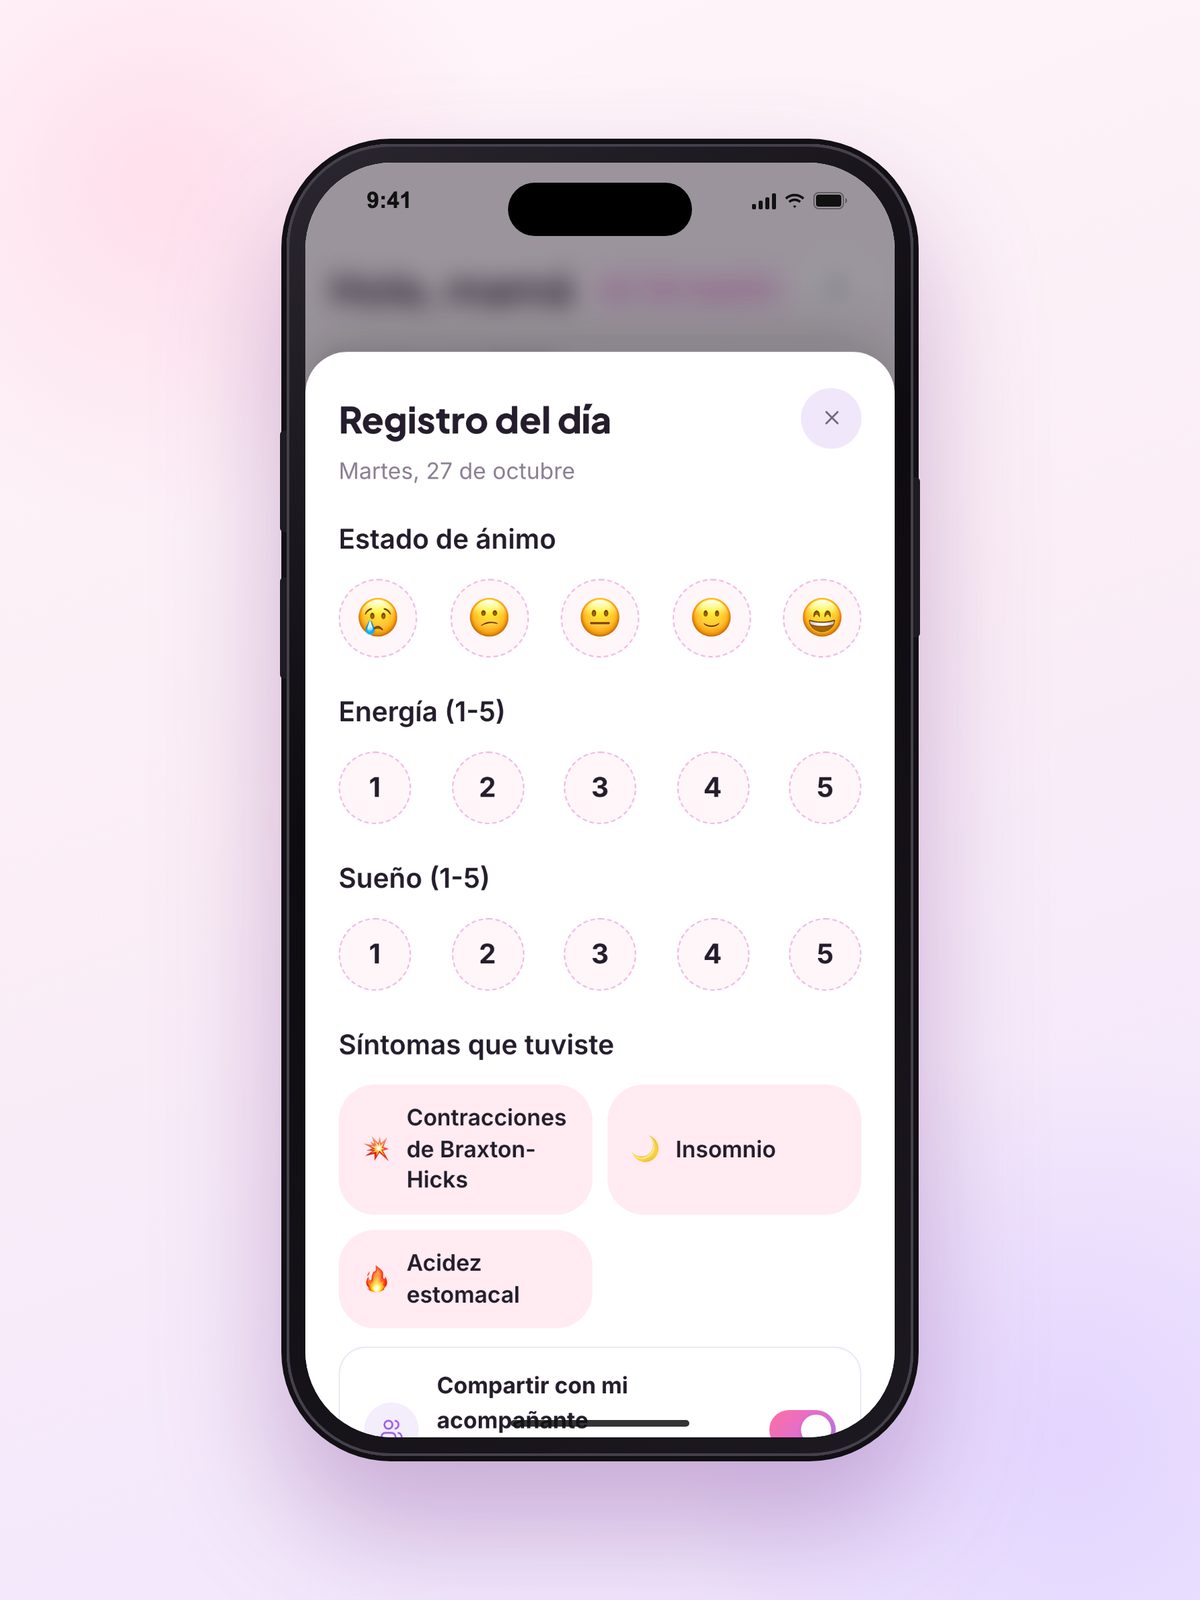 9:41
Registro del día
Martes, 27 de octubre
Estado de ánimo
Energía (1-5)
1 2 3 4 5
Sueño (1-5)
1 2 3 4 5
Síntomas que tuviste
Contracciones
de Braxton-
Hicks
Insomnio
Acidez
estomacal
Compartir con mi
acompañante